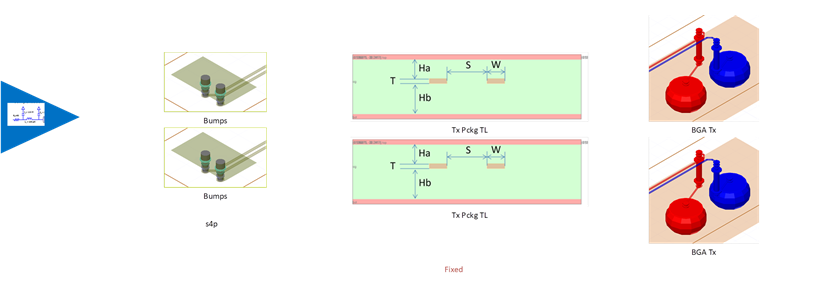 Ha
S
W
T
Hb
Bumps
Tx Pckg TL
BGA Tx
Ha
S
W
T
Hb
Bumps
Tx Pckg TL
s4p
BGA Tx
Fixed